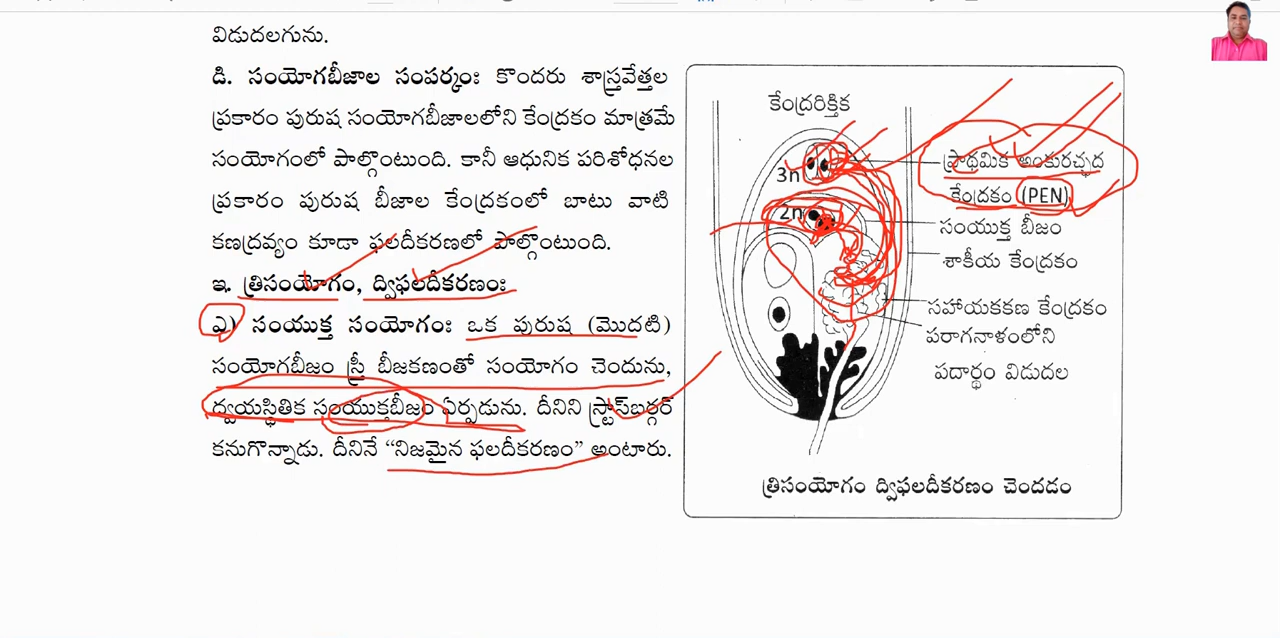 విడుదలగును.
డి. సంయోగబీజాల సంపర్కం: కొందరు శాస్త్రవేత్తల
ప్రకారం పురుష సంయోగబీజాలలోని కేంద్రకం మాత్రమే
సంయోగంలో పాల్గొంటుంది. కానీ ఆధునిక పరిశోధనల
ప్రకారం పురుష బీజాల కేంద్రకంలో బాటు వాటి
కణద్రవ్యం కూడా ఫలదీకరణలో పాల్గొంటుంది.
ఇ. త్రిసంయోగం, ద్విఫలదీకరణం:
ఎ) సంయుక్త సంయోగం: ఒక పురుష (మొదటి)
సంయోగబీజం స్త్రీ బీజకణంతో సంయోగం చెందును,
ద్వయస్థితిక సంయుక్తబీజం ఏర్పడును. దీనిని స్ట్రాస్‌బర్గర్
కనుగొన్నాడు. దీనినే "నిజమైన ఫలదీకరణం" అంటారు.
కేంద్రరిక్తిక
3n
ప్రాథమిక అంకురచ్ఛద
కేంద్రకం (PEN)
2n
సంయుక్త బీజం
శాకీయ కేంద్రకం
సహాయకకణ కేంద్రకం
పరాగనాళంలోని
పదార్థం విడుదల
త్రిసంయోగం ద్విఫలదీకరణం చెందడం